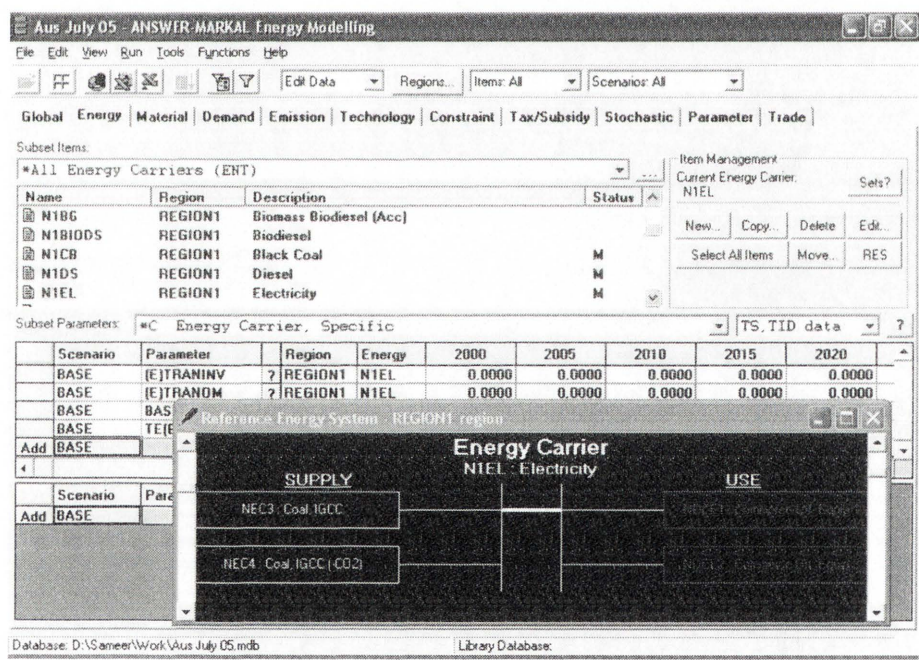 Aus July 05 - ANSWER-MARKAL Energy Modelling
File Edit View Run Tools Functions Help
FF Edit Data Regions... Items: All Scenarios: All
Global Energy Material Demand Emission Technology Constraint Tax/Subsidy Stochastic Parameter Trade
Subset Items:
*All Energy Carriers (ENT) ...
Item Management
Current Energy Carrier:
N1EL
Sets?
Name Region Description Status
N1BG REGION1 Biomass Biodiesel (Acc)
N1BIODS REGION1 Biodiesel
N1CB REGION1 Black Coal M
N1DS REGION1 Diesel M
N1EL REGION1 Electricity M
New... Copy... Delete Edit...
Select All Items Move... RES
Subset Parameters: *C Energy Carrier, Specific TS,TID data ?
Scenario Parameter Region Energy 2000 2005 2010 2015 2020
BASE (E)TRANINV ? REGION1 N1EL 0.0000 0.0000 0.0000 0.0000 0.0000
BASE (E)TRANOM ? REGION1 N1EL 0.0000 0.0000 0.0000 0.0000 0.0000
BASE BAS
BASE TE(E
Add BASE
Scenario Para
Add BASE
Reference Energy System - REGION1 region
Energy Carrier
N1EL : Electricity
SUPPLY USE
NEC3 : Coal, IGCC
NEC4 : Coal, IGCC (-CO2)
Database: D:\Sameer\Work\Aus July 05.mdb Library Database: